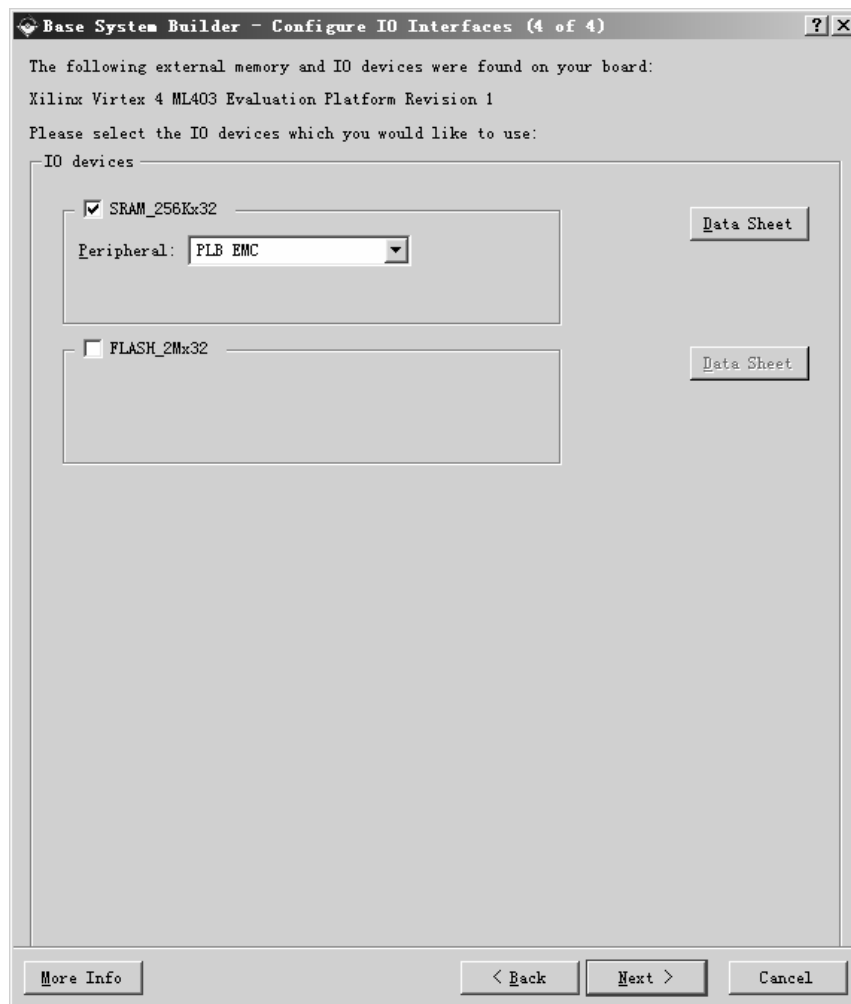 Base System Builder - Configure IO Interfaces (4 of 4)
The following external memory and IO devices were found on your board:
Xilinx Virtex 4 ML403 Evaluation Platform Revision 1
Please select the IO devices which you would like to use:
IO devices
SRAM_256Kx32
Data Sheet
Peripheral: PLB EMC
FLASH_2Mx32
Data Sheet
More Info
< Back
Next >
Cancel